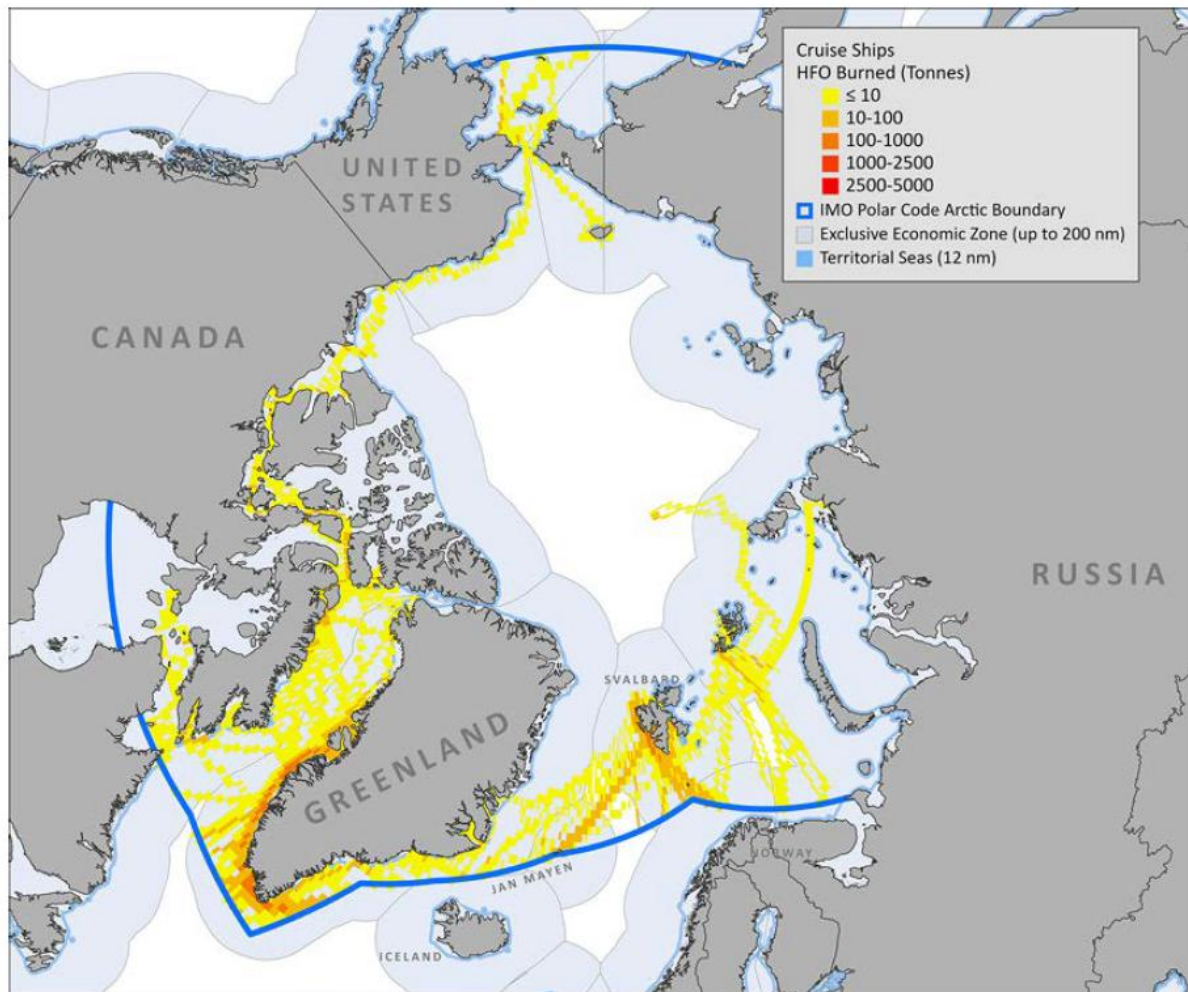 Cruise Ships
HFO Burned (Tonnes)
≤ 10
10-100
100-1000
1000-2500
2500-5000
IMO Polar Code Arctic Boundary
Exclusive Economic Zone (up to 200 nm)
Territorial Seas (12 nm)
UNITED
STATES
CANADA
RUSSIA
SVALBARD
GREENLAND
NORWAY
JAN MAYEN
ICELAND